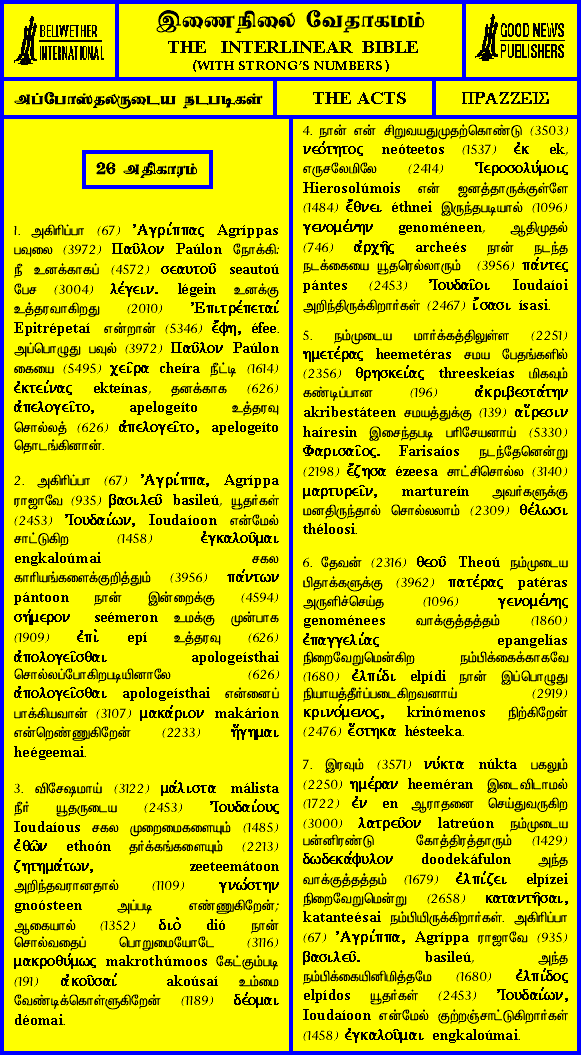 BELLWETHER
INTERNATIONAL
இணைநிலை வேதாகமம்
THE INTERLINEAR BIBLE
(WITH STRONG'S NUMBERS)
GOOD NEWS
PUBLISHERS
அப்போஸ்தலருடைய நடபடிகள்
THE ACTS
ΠΡΑΖΖΕΙΣ
26 அதிகாரம்
1. அகிரிப்பா (67) Ἀγρίππας Agríppas
பவுலை (3972) Παῦλον Paúlon நோக்கி:
நீ உனக்காகப் (4572) σεαυτοῦ seautoú
பேச (3004) λέγειν. légein உனக்கு
உத்தரவாகிறது (2010) Ἐπιτρέπεταί
Epitrépetaí என்றான் (5346) ἔφη, éfee.
அப்பொழுது பவுல் (3972) Παῦλον Paúlon
கையை (5495) χεῖρα cheíra நீட்டி (1614)
ἐκτείνας ekteínas, தனக்காக (626)
ἀπελογεῖτο, apelogeíto உத்தரவு
சொல்லத் (626) ἀπελογεῖτο, apelogeíto
தொடங்கினான்.
2. அகிரிப்பா (67) Ἀγρίππα, Agríppa
ராஜாவே (935) βασιλεῦ basileú, யூதர்கள்
(2453) Ἰουδαίων, Ioudaíoon என்மேல்
சாட்டுகிற (1458) ἐγκαλοῦμαι
engkaloúmai சகல
காரியங்களைக்குறித்தும் (3956) πάντων
pántoon நான் இன்றைக்கு (4594)
σήμερον seémeron உமக்கு முன்பாக
(1909) ἐπὶ epí உத்தரவு (626)
ἀπολογεῖσθαι apologeísthai
சொல்லப்போகிறபடியினாலே (626)
ἀπολογεῖσθαι apologeísthai என்னைப்
பாக்கியவான் (3107) μακάριον makárion
என்றெண்ணுகிறேன் (2233) ἥγημαι
heégeemai.
3. விசேஷமாய் (3122) μάλιστα málista
நீர் யூதருடைய (2453) Ἰουδαίους
Ioudaíous சகல முறைமைகளையும் (1485)
ἐθῶν ethoón தர்க்கங்களையும் (2213)
ζητημάτων, zeeteemátoon
அறிந்தவரானதால் (1109) γνώστην
gnoósteen அப்படி எண்ணுகிறேன்;
ஆகையால் (1352) διὸ dió நான்
சொல்வதைப் பொறுமையோடே (3116)
μακροθύμως makrothúmoos கேட்கும்படி
(191) ἀκοῦσαί akoúsaí உம்மை
வேண்டிக்கொள்ளுகிறேன் (1189) δέομαι
déomai.
4. நான் என் சிறுவயதுமுதற்கொண்டு (3503)
νεότητος neóteetos (1537) ἐκ ek,
எருசலேமிலே (2414) Ἱεροσολύμοις
Hierosolúmois என் ஜனத்தாருக்குள்ளே
(1484) ἔθνει éthnei இருந்தபடியால் (1096)
γενομένην genoméneen, ஆதிமுதல்
(746) ἀρχῆς archeés நான் நடந்த
நடக்கையை யூதரெல்லாரும் (3956) πάντες
pántes (2453) Ἰουδαῖοι Ioudaíoi
அறிந்திருக்கிறார்கள் (2467) ἴσασι ísasi.
5. நம்முடைய மார்க்கத்திலுள்ள (2251)
ημετέρας heemetéras சமய பேதங்களில்
(2356) θρησκείας threeskeías மிகவும்
கண்டிப்பான (196) ἀκριβεστάτην
akribestáteen சமயத்துக்கு (139) αἵρεσιν
haíresin இசைந்தபடி பரிசேயனாய் (5330)
Φαρισαῖος. Farisaíos நடந்தேனென்று
(2198) ἔζησα ézeesa சாட்சிசொல்ல (3140)
μαρτυρεῖν, martureín அவர்களுக்கு
மனதிருந்தால் சொல்லலாம் (2309) θέλωσι
théloosi.
6. தேவன் (2316) θεοῦ Theoú நம்முடைய
பிதாக்களுக்கு (3962) πατέρας patéras
அருளிச்செய்த (1096) γενομένης
genoménees வாக்குத்தத்தம் (1860)
ἐπαγγελίας epangelías
நிறைவேறுமென்கிற நம்பிக்கைக்காகவே
(1680) ἐλπίδι elpídi நான் இப்பொழுது
நியாயத்தீர்ப்படைகிறவனாய் (2919)
κρινόμενος, krinómenos நிற்கிறேன்
(2476) ἕστηκα hésteeka.
7. இரவும் (3571) νύκτα núkta பகலும்
(2250) ημέραν heeméran இடைவிடாமல்
(1722) ἐν en ஆராதனை செய்துவருகிற
(3000) λατρεῦον latreúon நம்முடைய
பன்னிரண்டு கோத்திரத்தாரும் (1429)
δωδεκάφυλον doodekáfulon அந்த
வாக்குத்தத்தம் (1679) ἐλπίζει elpízei
நிறைவேறுமென்று (2658) καταντῆσαι,
katanteésai நம்பியிருக்கிறார்கள். அகிரிப்பா
(67) Ἀγρίππα, Agríppa ராஜாவே (935)
βασιλεῦ. basileú, அந்த
நம்பிக்கையினிமித்தமே (1680) ἐλπίδος
elpídos யூதர்கள் (2453) Ἰουδαίων,
Ioudaíoon என்மேல் குற்றஞ்சாட்டுகிறார்கள்
(1458) ἐγκαλοῦμαι engkaloúmai.